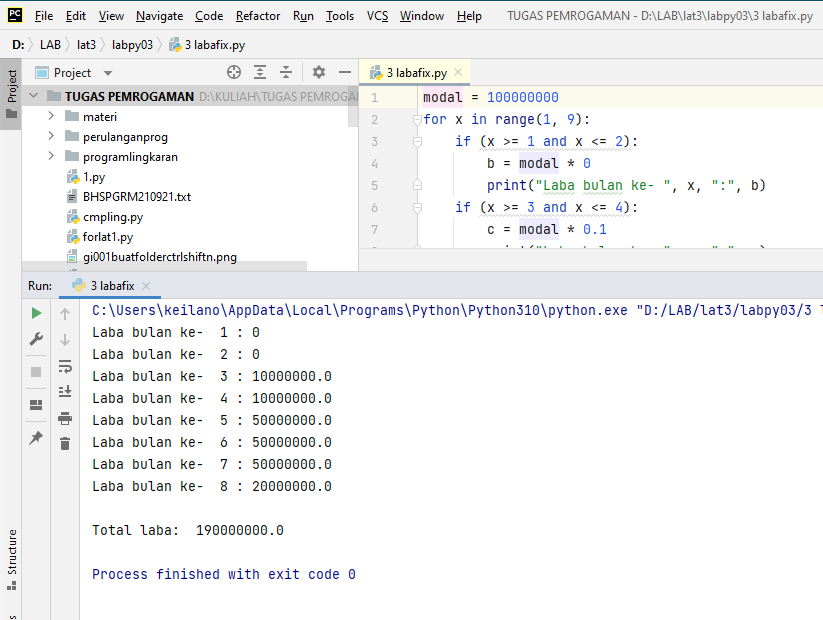 PC File Edit View Navigate Code Refactor Run Tools VCS Window Help TUGAS PEMROGAMAN - D:\LAB\lat3\labpy03\3 labafix.py
D: LAB lat3 labpy03 3 labafix.py
Project
Project
TUGAS PEMROGAMAN D:\KULIAH\TUGAS PEMROGA
materi
perulanganprog
programlingkaran
1.py
BHSPGRM210921.txt
cmpling.py
forlat1.py
gi001buatfolderctrlshiftn.png
3 labafix.py
1 modal = 100000000
2 for x in range(1, 9):
3 if (x >= 1 and x <= 2):
4 b = modal * 0
5 print("Laba bulan ke- ", x, ":", b)
6 if (x >= 3 and x <= 4):
7 c = modal * 0.1
Run: 3 labafix
C:\Users\keilano\AppData\Local\Programs\Python\Python310\python.exe "D:/LAB/lat3/labpy03/3
Laba bulan ke-  1 : 0
Laba bulan ke-  2 : 0
Laba bulan ke-  3 : 10000000.0
Laba bulan ke-  4 : 10000000.0
Laba bulan ke-  5 : 50000000.0
Laba bulan ke-  6 : 50000000.0
Laba bulan ke-  7 : 50000000.0
Laba bulan ke-  8 : 20000000.0
Total laba:  190000000.0
Process finished with exit code 0
Structure